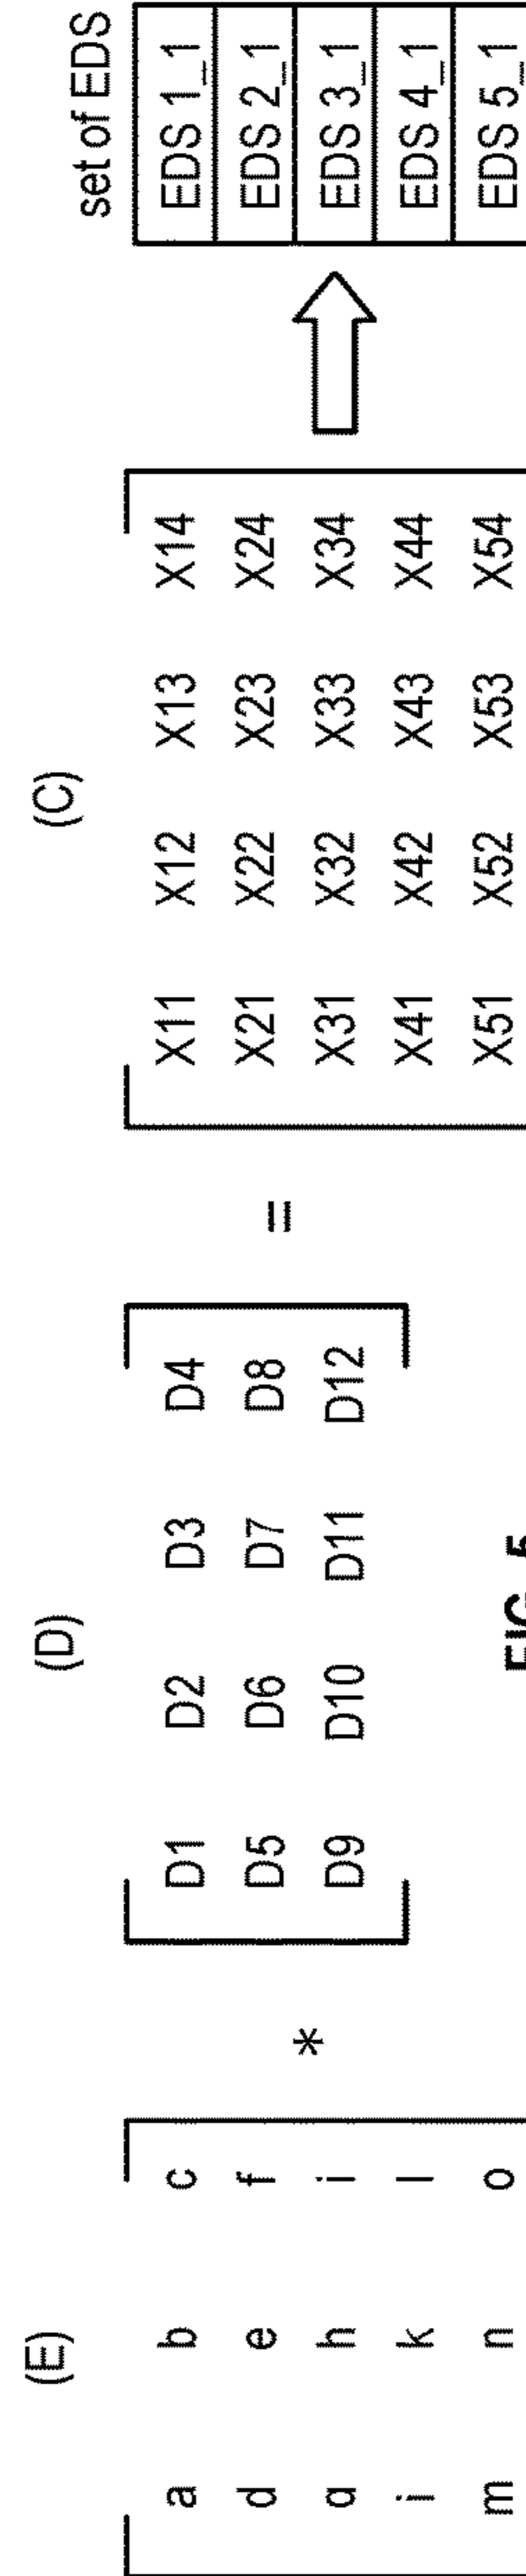 (E) (D) (C) set of EDS
a b c D1 D2 D3 D4 X11 X12 X13 X14 EDS 1_1
d e f * D5 D6 D7 D8 = X21 X22 X23 X24 EDS 2_1
g h i D9 D10 D11 D12 X31 X32 X33 X34 EDS 3_1
j k l X41 X42 X43 X44 EDS 4_1
m n o X51 X52 X53 X54 EDS 5_1
FIG. 5